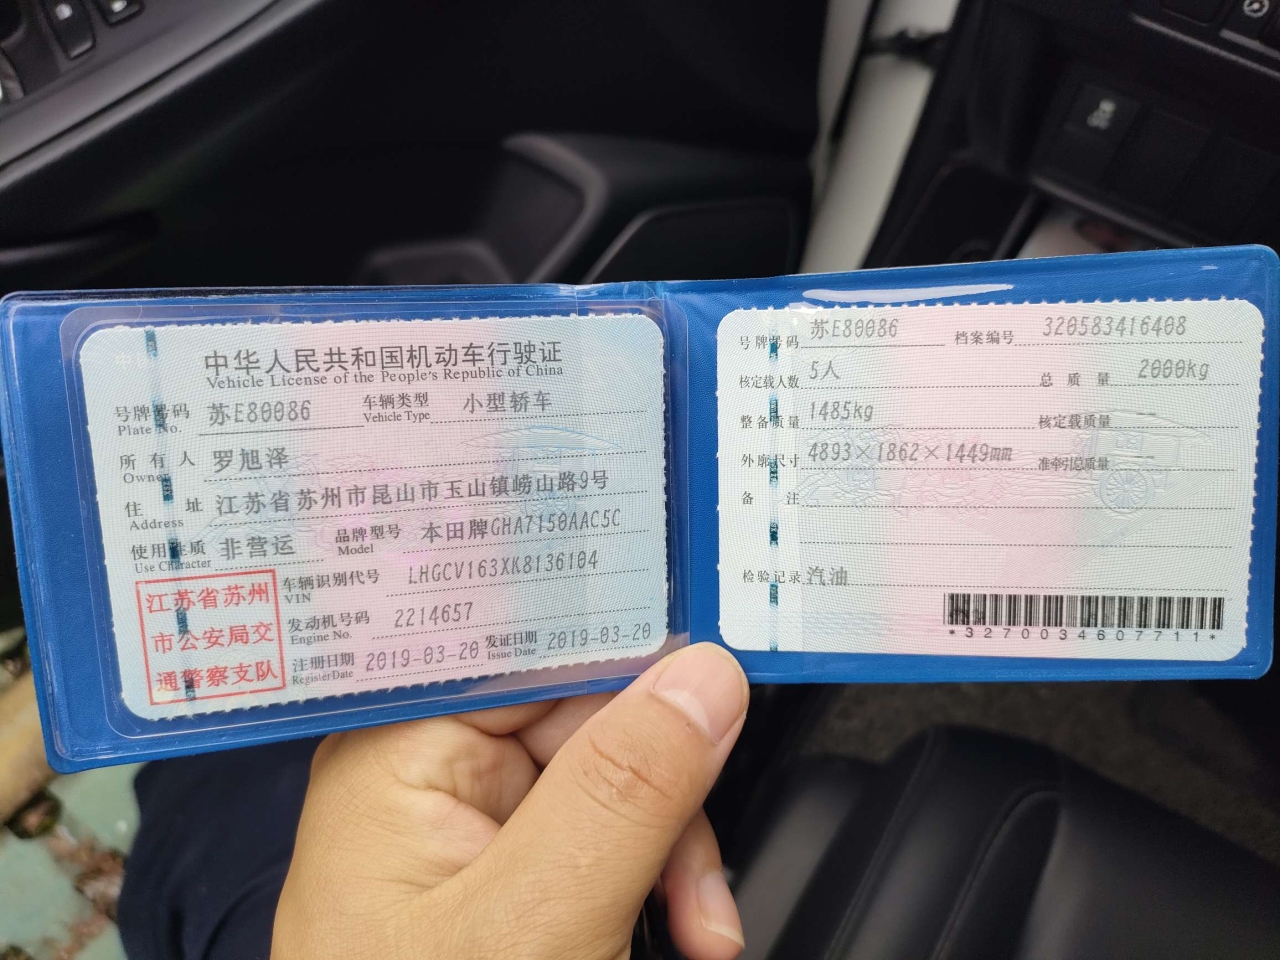 中华人民共和国机动车行驶证
Vehicle License of the People's Republic of China
号牌号码 苏E80086 车辆类型 小型轿车
Plate No. Vehicle Type
所有人 罗旭泽
Owner
住址 江苏省苏州市昆山市玉山镇崂山路9号
Address
使用性质 非营运 品牌型号 本田牌GHA7150AAC5C
Use Character Model
江苏省苏州
市公安局交
通警察支队
车辆识别代号 LHGCV163XK8136104
VIN
发动机号码 2214657
Engine No.
注册日期 2019-03-20 发证日期 2019-03-20
Register Date Issue Date
号牌号码 苏E80086 档案编号 320583416408
核定载人数 5人 总质量 2000kg
整备质量 1485kg 核定载质量
外廓尺寸 4893×1862×1449mm 准牵引总质量 —
备注
检验记录 汽油
*3270034607711*